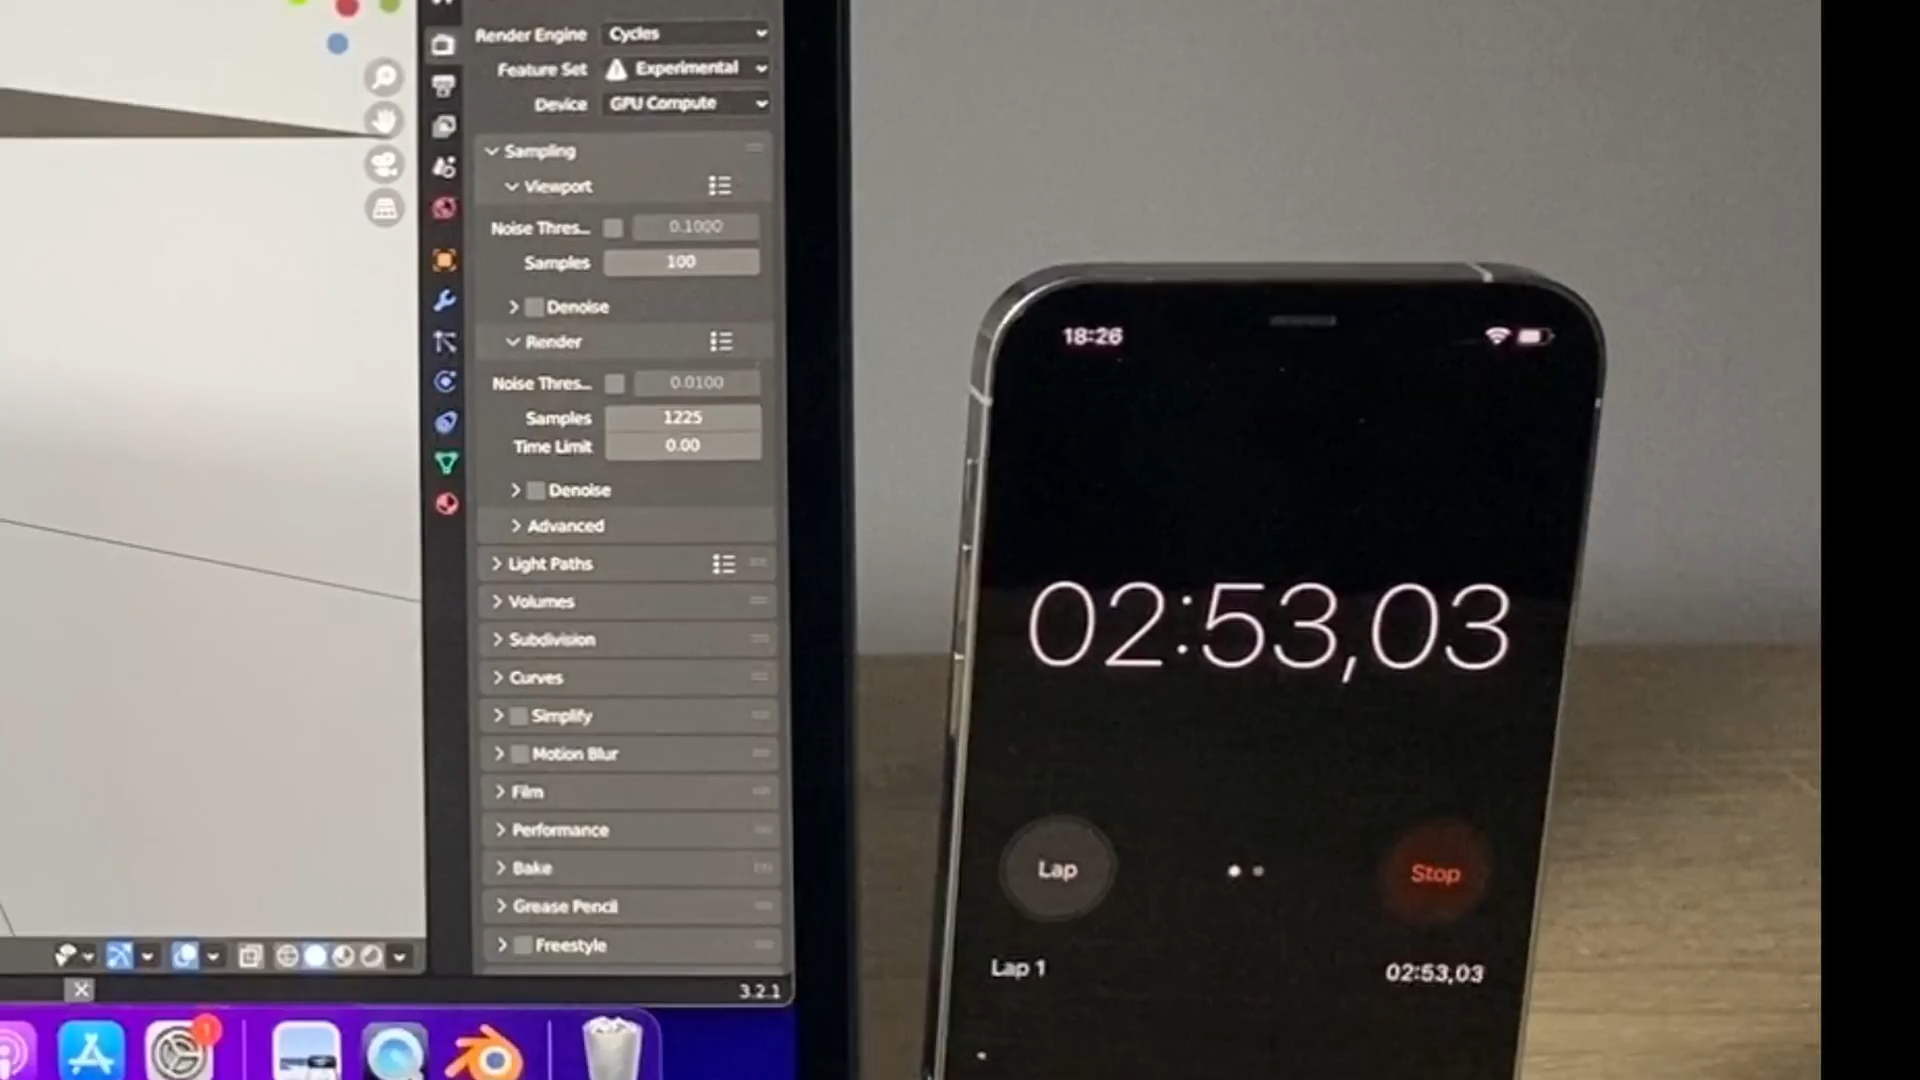 Render Engine Cycles
Feature Set Experimental
Device GPU Compute
Sampling
Viewport
Noise Thres... 0.1000
Samples 100
Denoise
Render
Noise Thres... 0.0100
Samples 1225
Time Limit 0.00
Denoise
Advanced
Light Paths
Volumes
Subdivision
Curves
Simplify
Motion Blur
Film
Performance
Bake
Grease Pencil
Freestyle
3.2.1
1
18:26
02:53,03
Lap
Stop
Lap 1 02:53,03